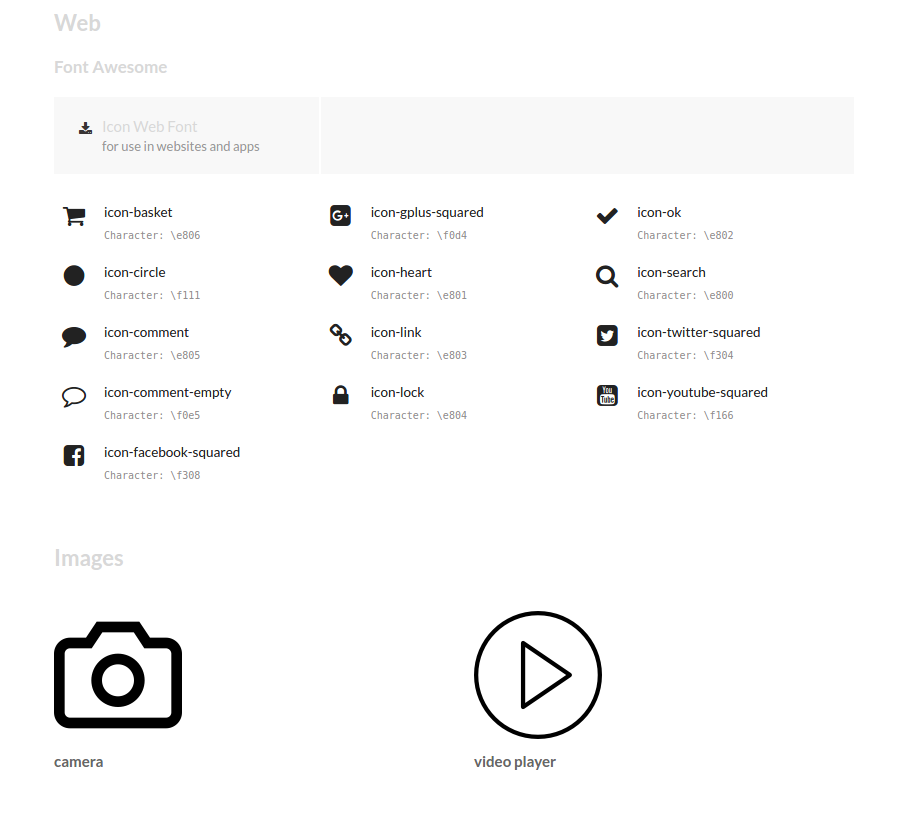 Web
Font Awesome
Icon Web Font
for use in websites and apps
icon-basket
Character: \e806
icon-gplus-squared
Character: \f0d4
icon-ok
Character: \e802
icon-circle
Character: \f111
icon-heart
Character: \e801
icon-search
Character: \e800
icon-comment
Character: \e805
icon-link
Character: \e803
icon-twitter-squared
Character: \f304
icon-comment-empty
Character: \f0e5
icon-lock
Character: \e804
You
Tube
icon-youtube-squared
Character: \f166
icon-facebook-squared
Character: \f308
Images
camera
video player